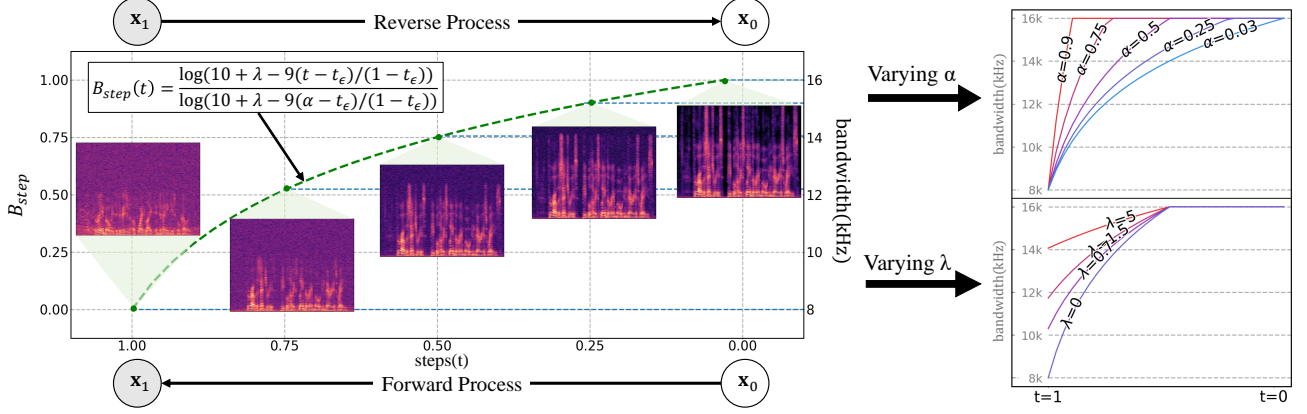 x₁ Reverse Process x₀
B_step(t) = log(10 + λ − 9(t − t_ϵ)/(1 − t_ϵ)) / log(10 + λ − 9(α − t_ϵ)/(1 − t_ϵ))
B_step
1.00
0.75
0.50
0.25
0.00
16
14
12
10
8
bandwidth(kHz)
1.00 0.75 0.50 0.25 0.00
steps(t)
x₁ Forward Process x₀
Varying α
Varying λ
bandwidth(kHz)
16k
14k
12k
10k
8k
α=0.9
α=0.75
α=0.5
α=0.25
α=0.03
bandwidth(kHz)
16k
14k
12k
10k
8k
λ=5
λ=1.5
λ=0.7
λ=0
t=1 t=0